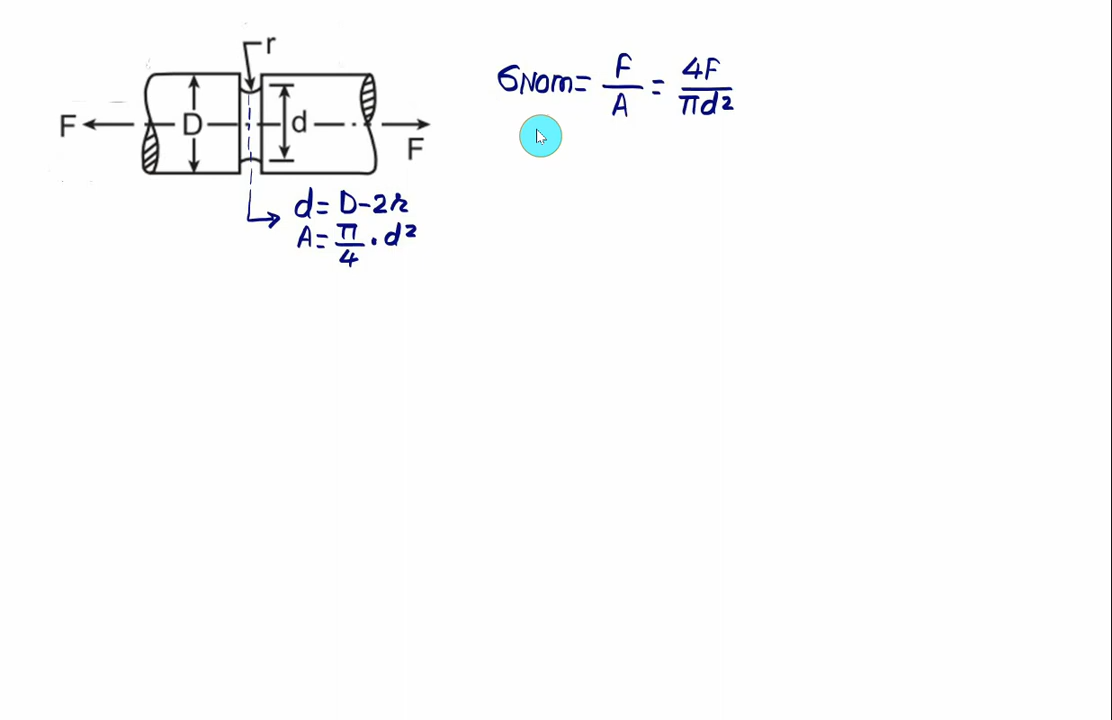 r
F
D
d
F
d = D-2r
A = π/4 . d²
σNom = F/A = 4F/πd²